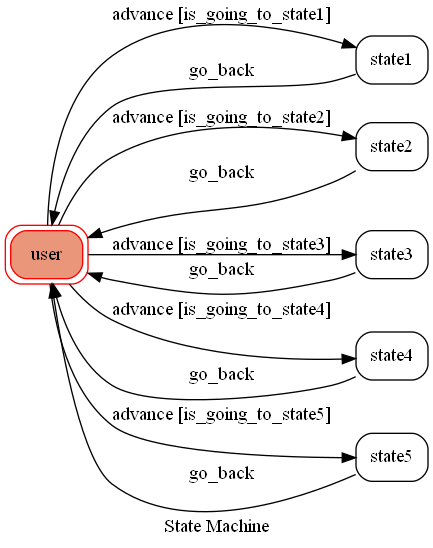 advance [is_going_to_state1]
state1
go_back
advance [is_going_to_state2]
state2
go_back
user
advance [is_going_to_state3]
state3
go_back
advance [is_going_to_state4]
state4
go_back
advance [is_going_to_state5]
state5
go_back
State Machine